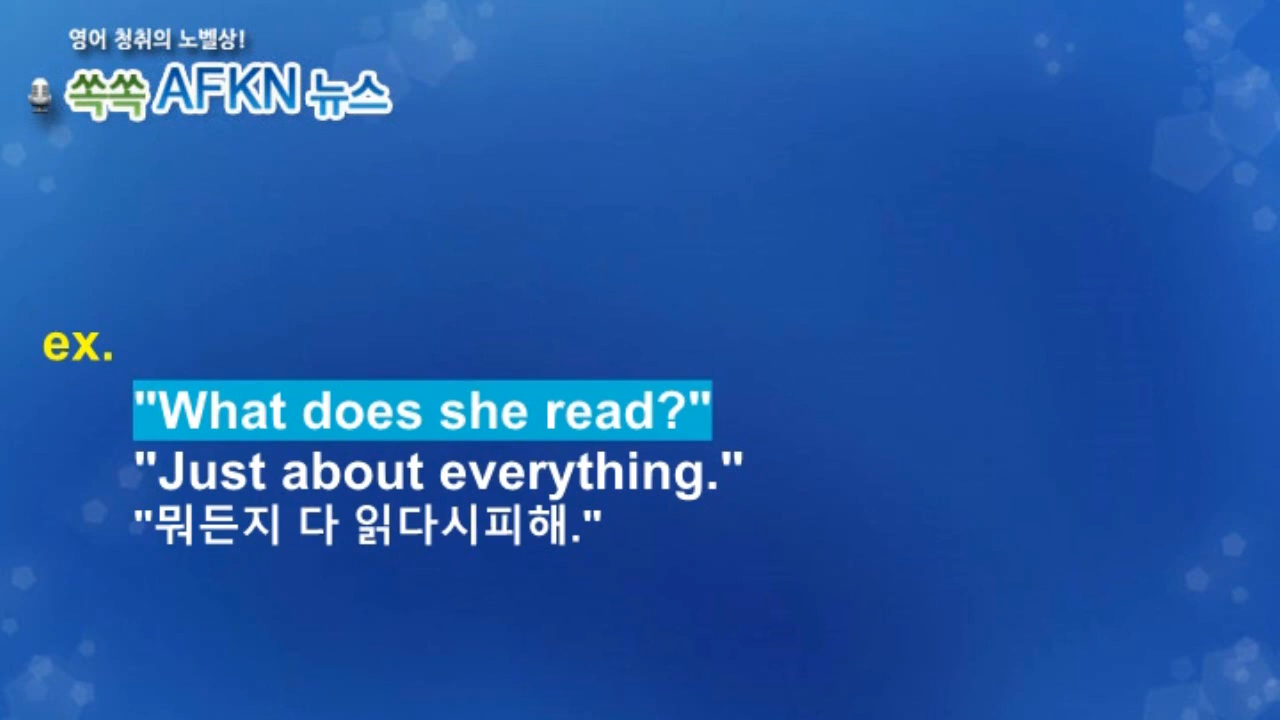 영어 청취의 노벨상!
쏙쏙 AFKN 뉴스
ex.
"What does she read?"
"Just about everything."
"뭐든지 다 읽다시피해."